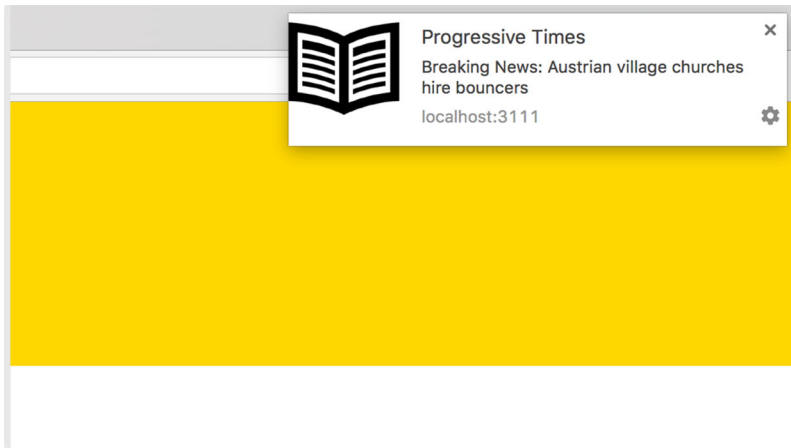 Progressive Times
Breaking News: Austrian village churches
hire bouncers
localhost:3111